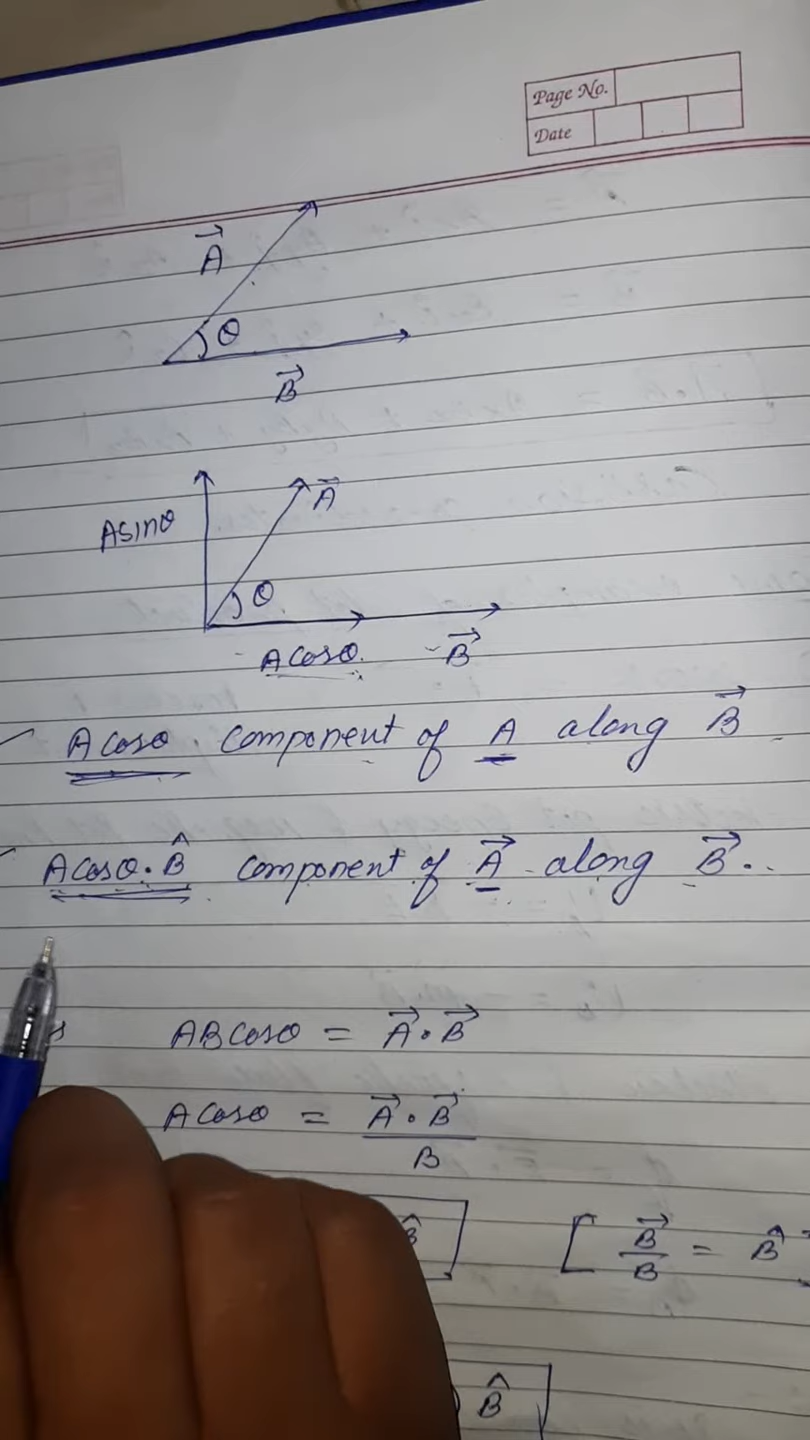 Page No.
Date
A⃗
θ
B⃗
A⃗
Asinθ
θ
Acosθ.
B⃗
Acosθ. component of A along B⃗
Acosθ.B̂ component of A⃗ along B⃗..
ABcosθ = A⃗.B⃗
Acosθ = A⃗.B⃗ / B
B̂] [B⃗/B = B̂]
) B̂]